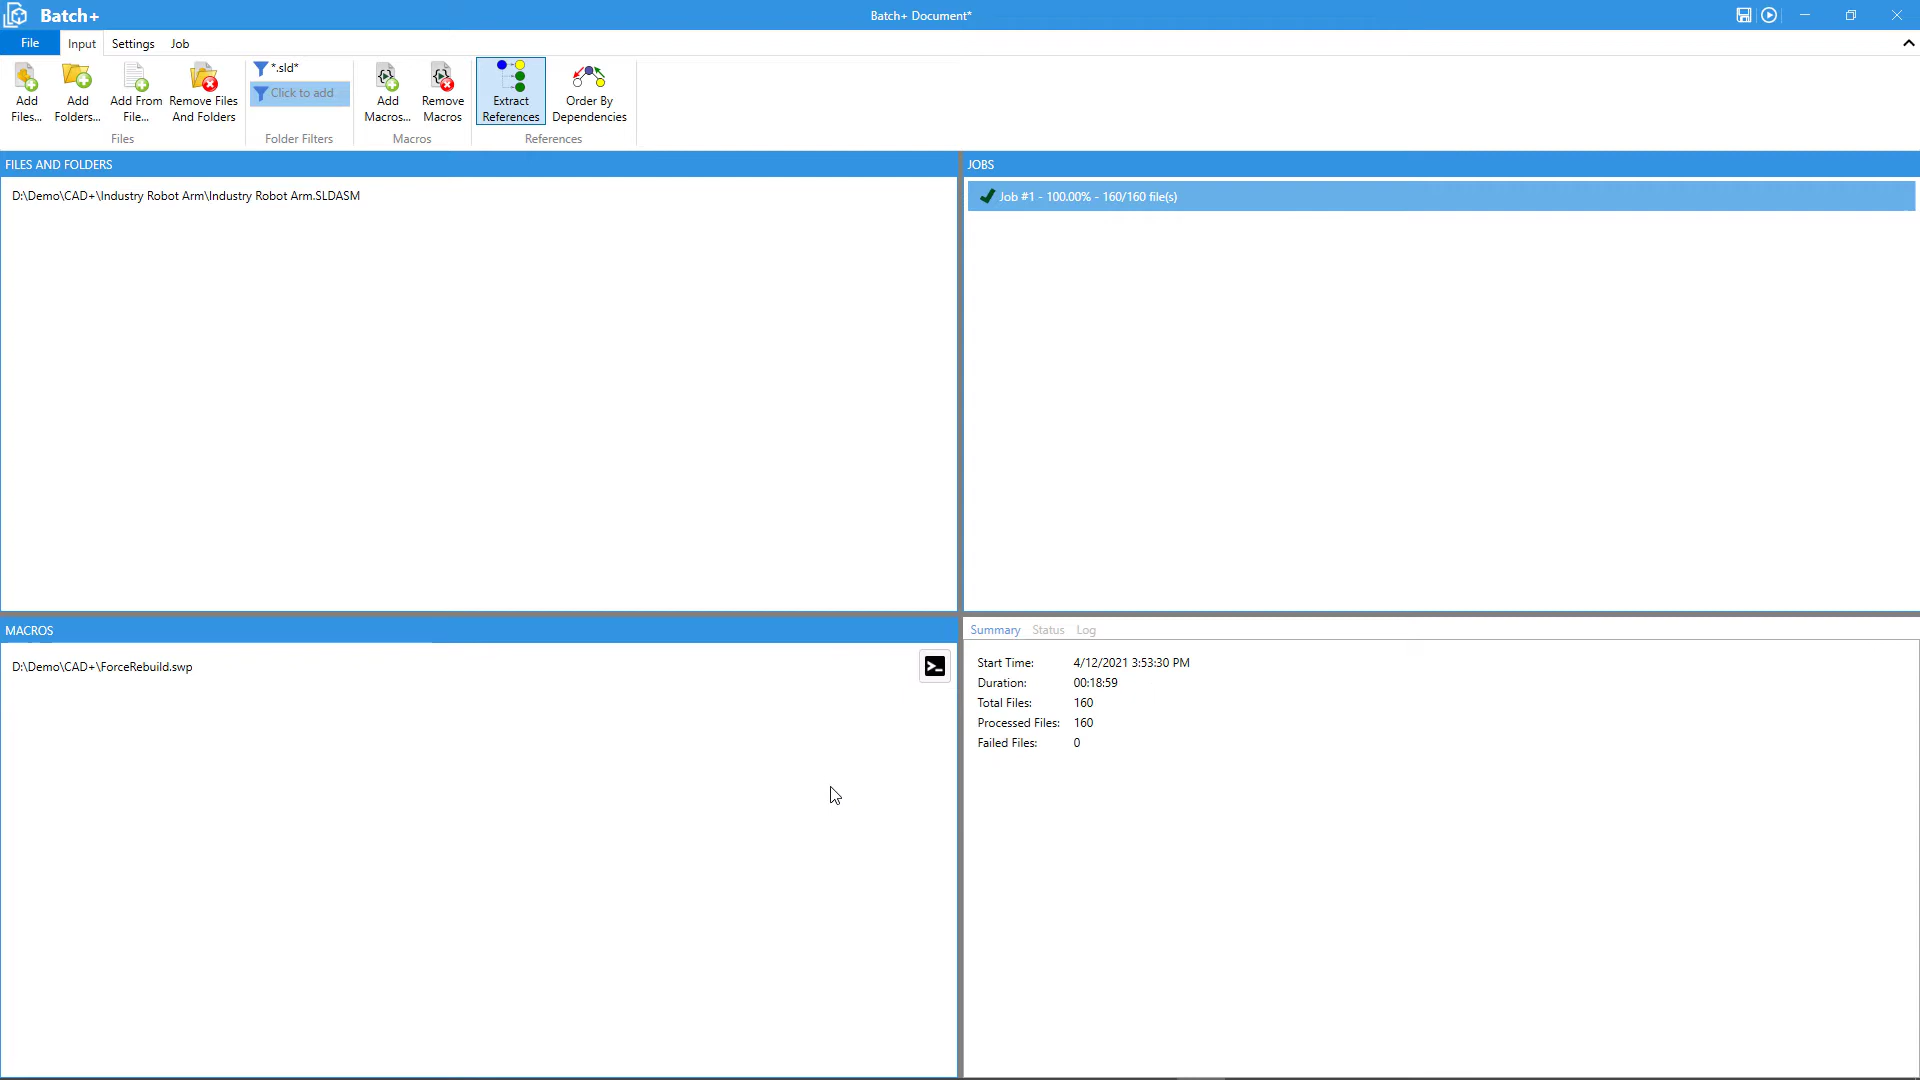 Batch+
Batch+ Document*
File
Input
Settings
Job
Add
Files...
Add
Folders...
Add From
File...
Remove Files
And Folders
Files
*.sld*
Click to add
Folder Filters
Add
Macros...
Remove
Macros
Macros
Extract
References
Order By
Dependencies
References
FILES AND FOLDERS
D:\Demo\CAD+\Industry Robot Arm\Industry Robot Arm.SLDASM
JOBS
Job #1 - 100.00% - 160/160 file(s)
MACROS
D:\Demo\CAD+\ForceRebuild.swp
Summary Status Log
Start Time: 4/12/2021 3:53:30 PM
Duration: 00:18:59
Total Files: 160
Processed Files: 160
Failed Files: 0